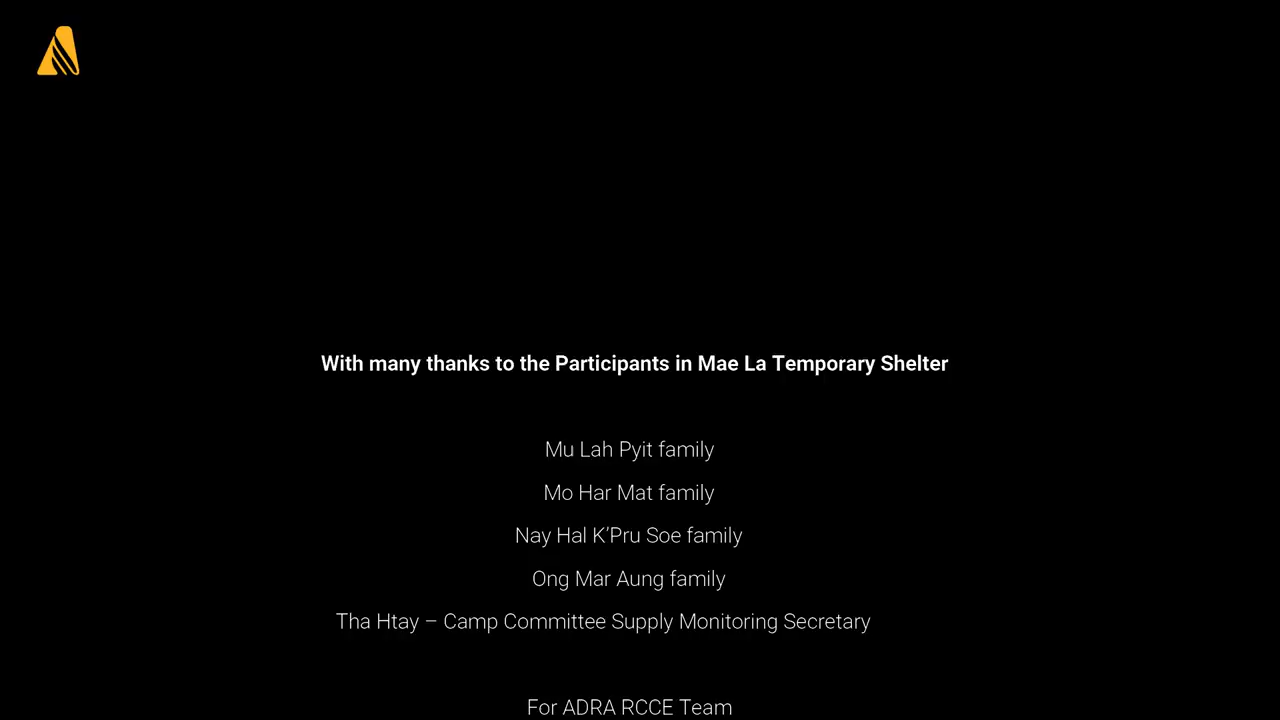 With many thanks to the Participants in Mae La Temporary Shelter
Mu Lah Pyit family
Mo Har Mat family
Nay Hal K’Pru Soe family
Ong Mar Aung family
Tha Htay – Camp Committee Supply Monitoring Secretary
For ADRA RCCE Team